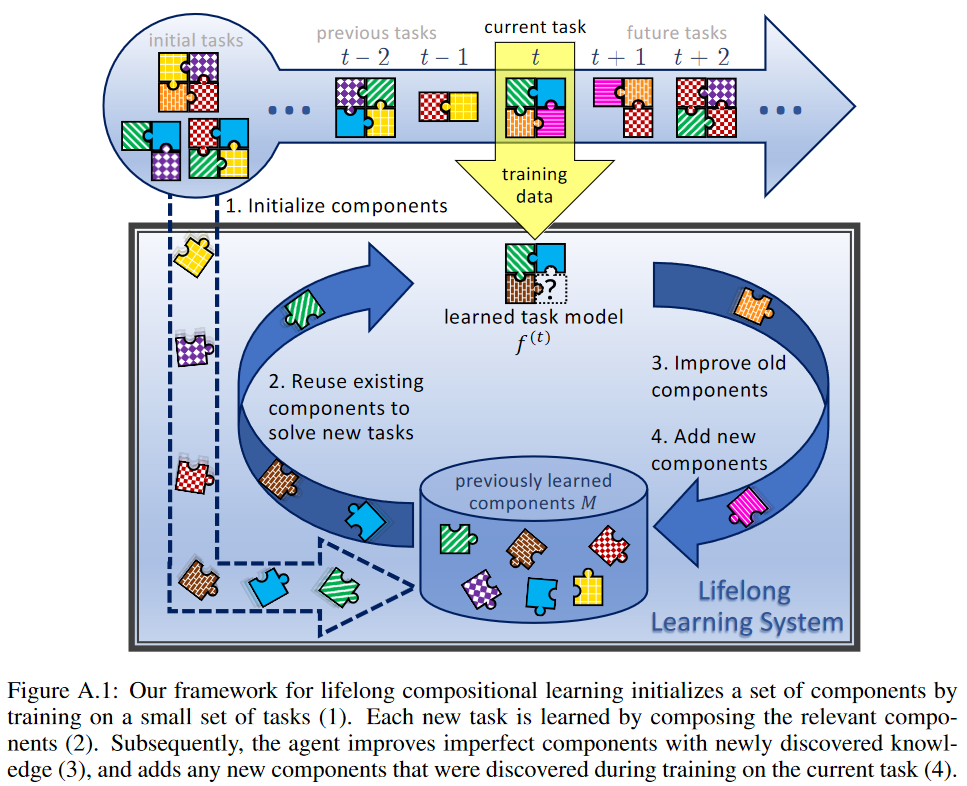 initial tasks
previous tasks
current task
future tasks
t − 2
t − 1
t
t + 1
t + 2
...
...
training
data
1. Initialize components
?
learned task model
f(t)
2. Reuse existing
components to
solve new tasks
3. Improve old
components
4. Add new
components
previously learned
components M
Lifelong
Learning System
Figure A.1: Our framework for lifelong compositional learning initializes a set of components by
training on a small set of tasks (1). Each new task is learned by composing the relevant compo-
nents (2). Subsequently, the agent improves imperfect components with newly discovered knowl-
edge (3), and adds any new components that were discovered during training on the current task (4).